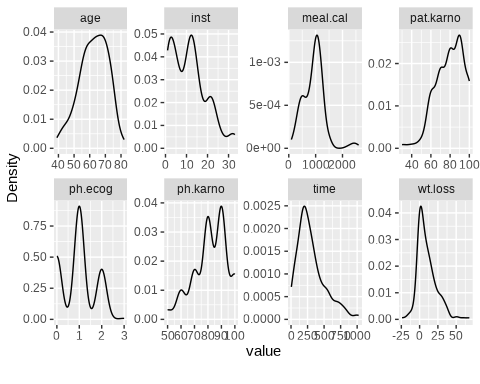 age inst meal.cal pat.karno
0.04
0.03
0.02
0.01
0.00
40 50 60 70 80
0.05
0.04
0.03
0.02
0.01
0.00
0 10 20 30
1e-03
5e-04
0e+00
0 1000 2000
0.02
0.01
0.00
40 60 80 100
Density
ph.ecog ph.karno time wt.loss
0.75
0.50
0.25
0.00
0 1 2 3
0.04
0.03
0.02
0.01
0.00
50 60 70 80 90 100
0.0025
0.0020
0.0015
0.0010
0.0005
0.0000
0 250 500 750 1000
0.04
0.03
0.02
0.01
0.00
-25 0 25 50
value